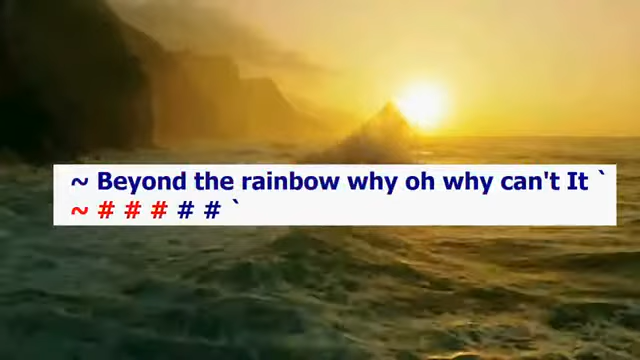 ~ Beyond the rainbow why oh why can't It `
~ # # # # # `